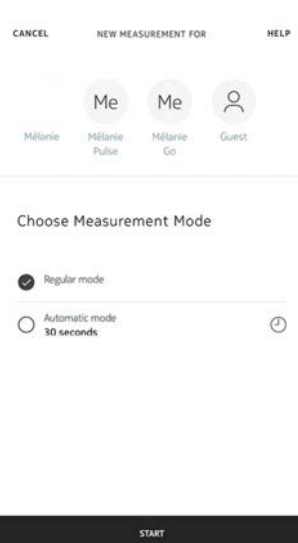 CANCEL NEW MEASUREMENT FOR HELP
Me Me
Mélanie Mélanie Mélanie Guest
Pulse Go
Choose Measurement Mode
Regular mode
Automatic mode
30 seconds
START